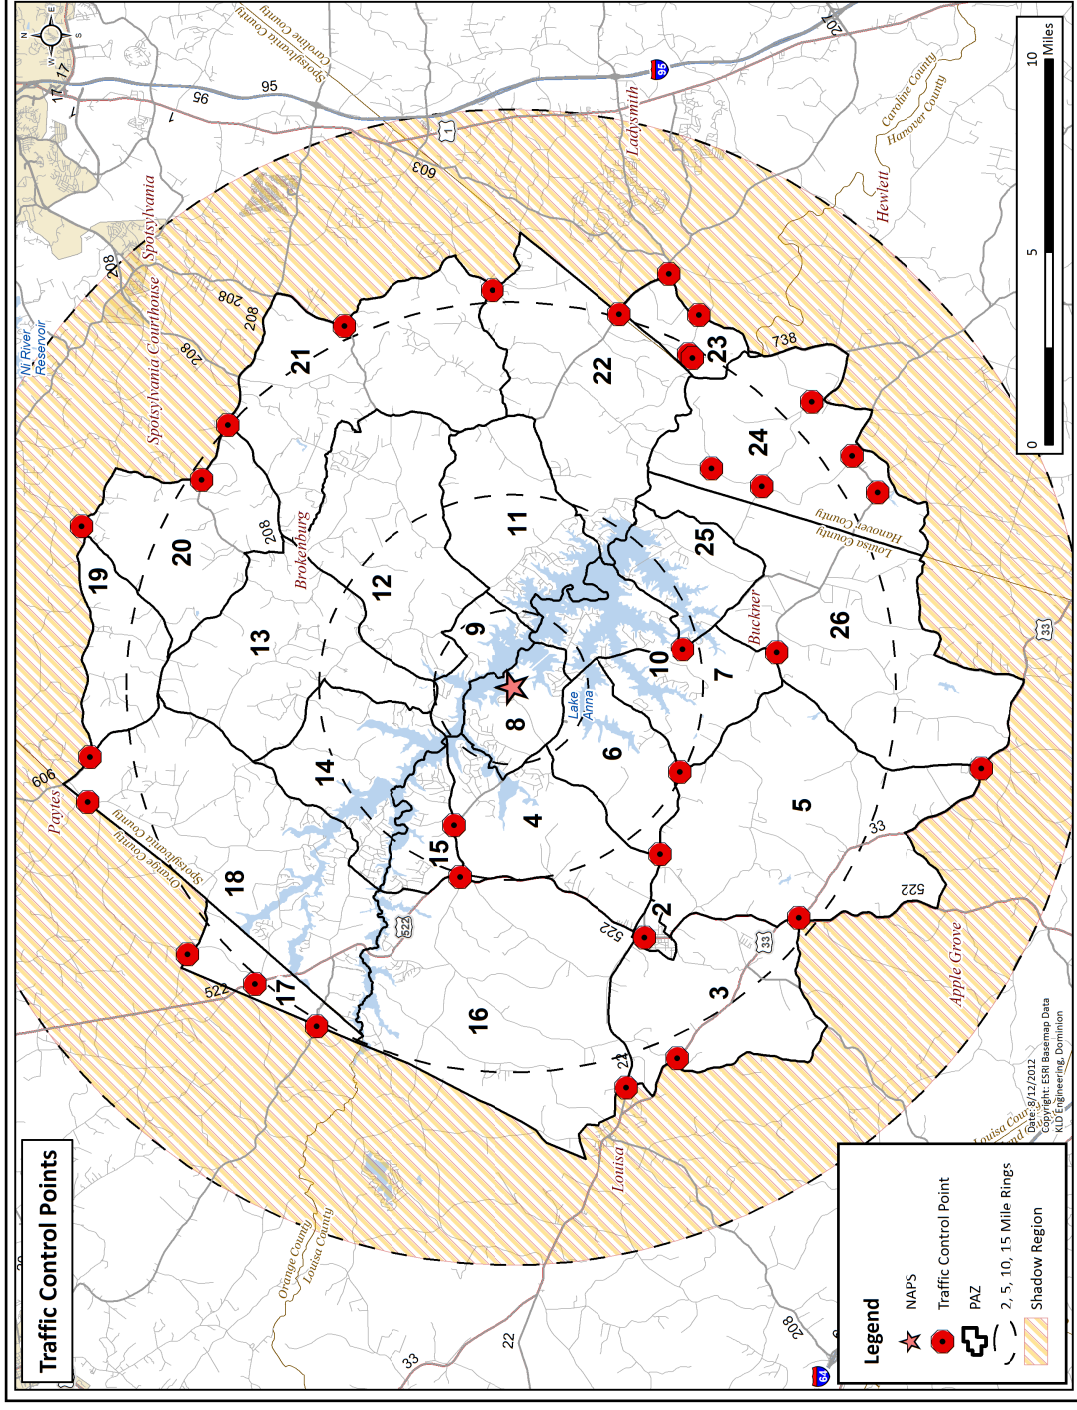 Traffic Control Points
N
E
S
W
Ni River
Reservoir
Spotsylvania Courthouse
Spotsylvania
Spotsylvania County
Caroline County
17
17
1
1
95
95
95
1
207
603
208
208
208
208
208
Ladysmith
Caroline County
Hanover County
Hewlett
738
Paytes
606
Orange County
Spotsylvania County
Brokenburg
Lake
Anna
Buckner
Louisa County
Hanover County
33
33
33
522
522
522
522
Apple Grove
22
Louisa
Orange County
Louisa County
33
22
208
64
2
3
4
5
6
7
8
9
10
11
12
13
14
15
16
17
18
19
20
21
22
23
24
25
26
0
5
10
Miles
Legend
NAPS
Traffic Control Point
PAZ
2, 5, 10, 15 Mile Rings
Shadow Region
Date: 8/12/2012
Copyright: ESRI Basemap Data
KLD Engineering, Dominion